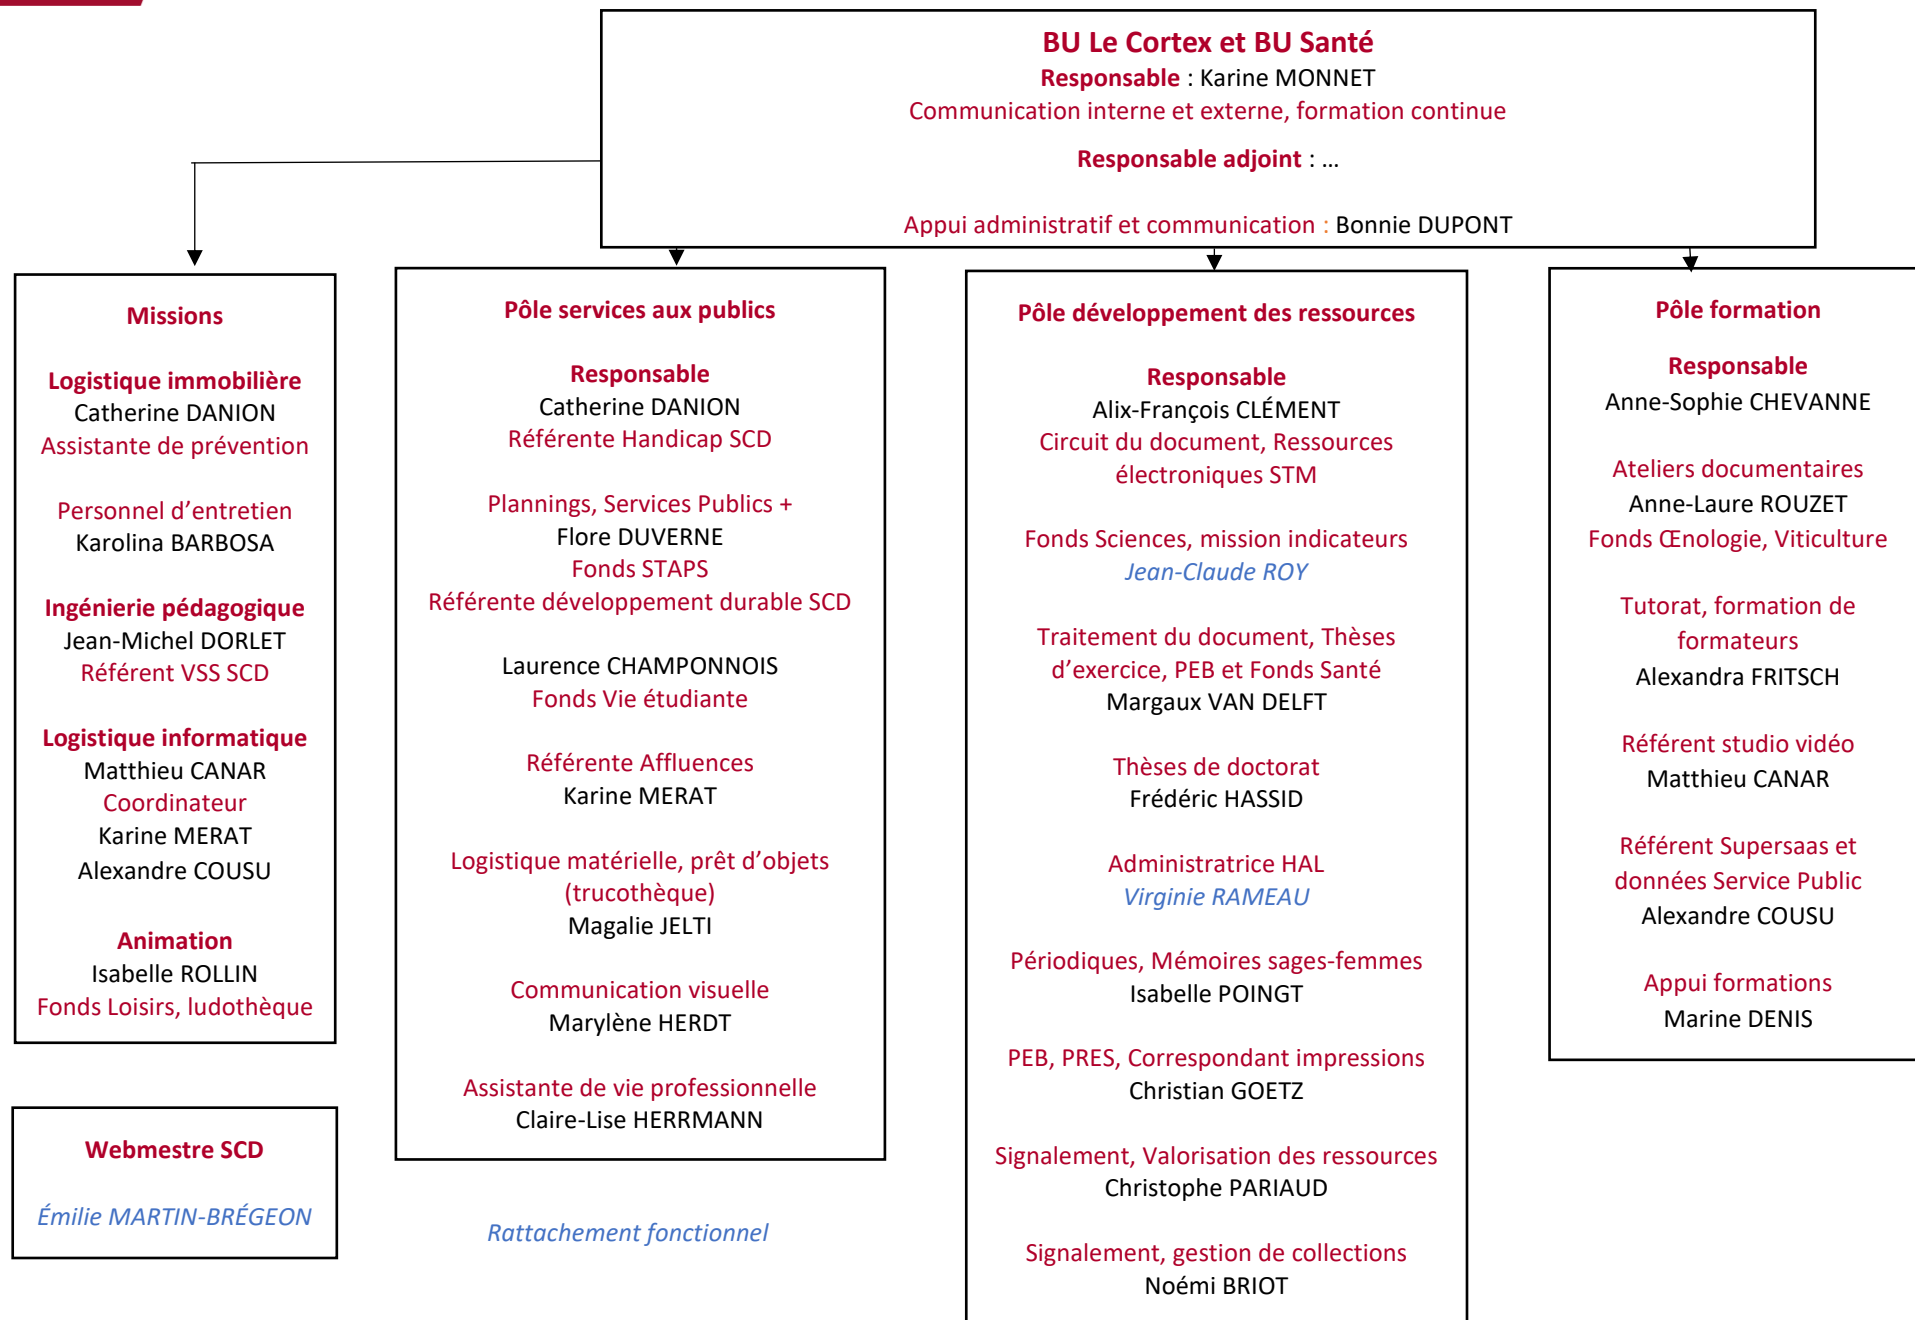 BU Le Cortex et BU Santé
Responsable : Karine MONNET
Communication interne et externe, formation continue
Responsable adjoint : ...
Appui administratif et communication : Bonnie DUPONT
Missions
Logistique immobilière
Catherine DANION
Assistante de prévention
Personnel d’entretien
Karolina BARBOSA
Ingénierie pédagogique
Jean-Michel DORLET
Référent VSS SCD
Logistique informatique
Matthieu CANAR
Coordinateur
Karine MERAT
Alexandre COUSU
Animation
Isabelle ROLLIN
Fonds Loisirs, ludothèque
Webmestre SCD
Émilie MARTIN-BRÉGEON
Pôle services aux publics
Responsable
Catherine DANION
Référente Handicap SCD
Plannings, Services Publics +
Flore DUVERNE
Fonds STAPS
Référente développement durable SCD
Laurence CHAMPONNOIS
Fonds Vie étudiante
Référente Affluences
Karine MERAT
Logistique matérielle, prêt d’objets
(trucothèque)
Magalie JELTI
Communication visuelle
Marylène HERDT
Assistante de vie professionnelle
Claire-Lise HERRMANN
Rattachement fonctionnel
Pôle développement des ressources
Responsable
Alix-François CLÉMENT
Circuit du document, Ressources
électroniques STM
Fonds Sciences, mission indicateurs
Jean-Claude ROY
Traitement du document, Thèses
d’exercice, PEB et Fonds Santé
Margaux VAN DELFT
Thèses de doctorat
Frédéric HASSID
Administratrice HAL
Virginie RAMEAU
Périodiques, Mémoires sages-femmes
Isabelle POINGT
PEB, PRES, Correspondant impressions
Christian GOETZ
Signalement, Valorisation des ressources
Christophe PARIAUD
Signalement, gestion de collections
Noémi BRIOT
Pôle formation
Responsable
Anne-Sophie CHEVANNE
Ateliers documentaires
Anne-Laure ROUZET
Fonds Œnologie, Viticulture
Tutorat, formation de
formateurs
Alexandra FRITSCH
Référent studio vidéo
Matthieu CANAR
Référent Supersaas et
données Service Public
Alexandre COUSU
Appui formations
Marine DENIS